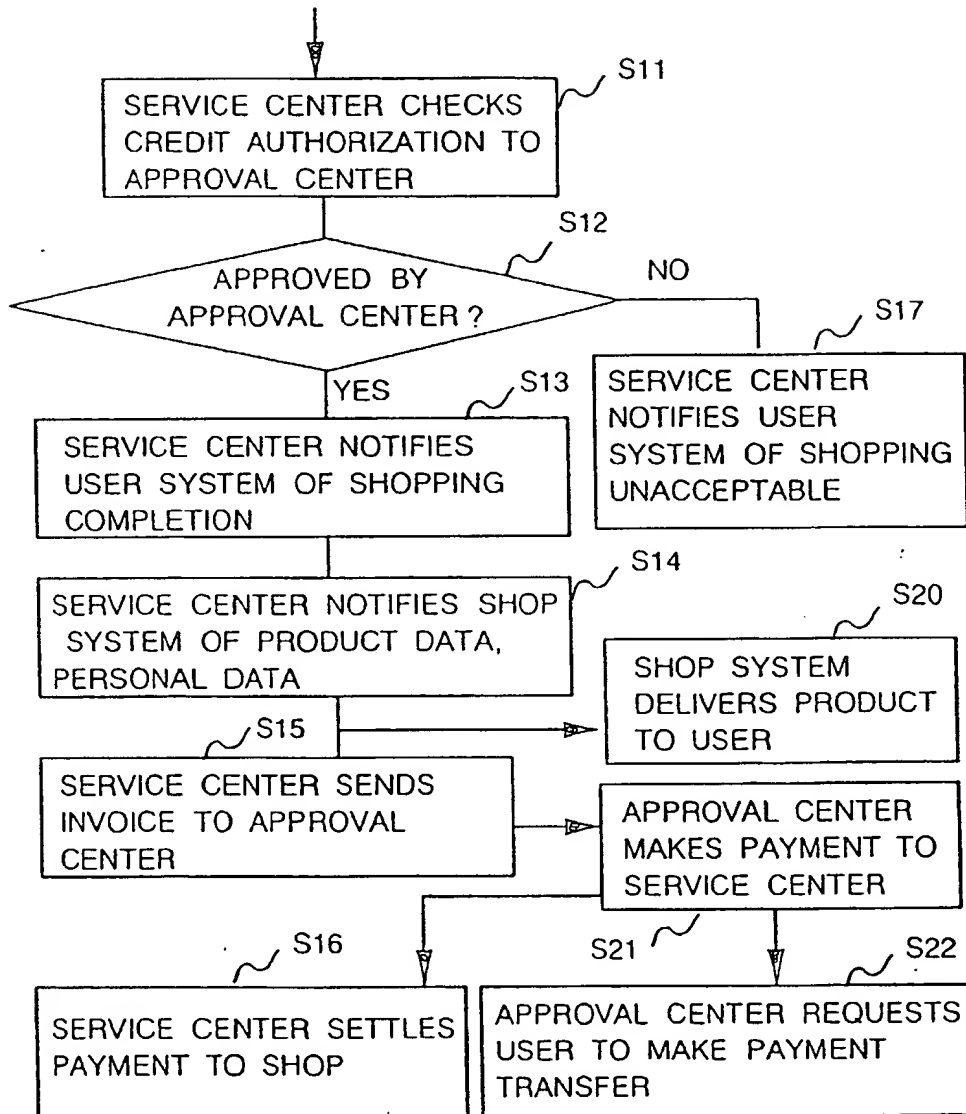 S11
SERVICE CENTER CHECKS
CREDIT AUTHORIZATION TO
APPROVAL CENTER
S12
APPROVED BY
APPROVAL CENTER?
NO
YES
S17
SERVICE CENTER
NOTIFIES USER
SYSTEM OF SHOPPING
UNACCEPTABLE
S13
SERVICE CENTER NOTIFIES
USER SYSTEM OF SHOPPING
COMPLETION
S14
SERVICE CENTER NOTIFIES SHOP
SYSTEM OF PRODUCT DATA,
PERSONAL DATA
S20
SHOP SYSTEM
DELIVERS PRODUCT
TO USER
S15
SERVICE CENTER SENDS
INVOICE TO APPROVAL
CENTER
APPROVAL CENTER
MAKES PAYMENT TO
SERVICE CENTER
S21
S16
SERVICE CENTER SETTLES
PAYMENT TO SHOP
S22
APPROVAL CENTER REQUESTS
USER TO MAKE PAYMENT
TRANSFER